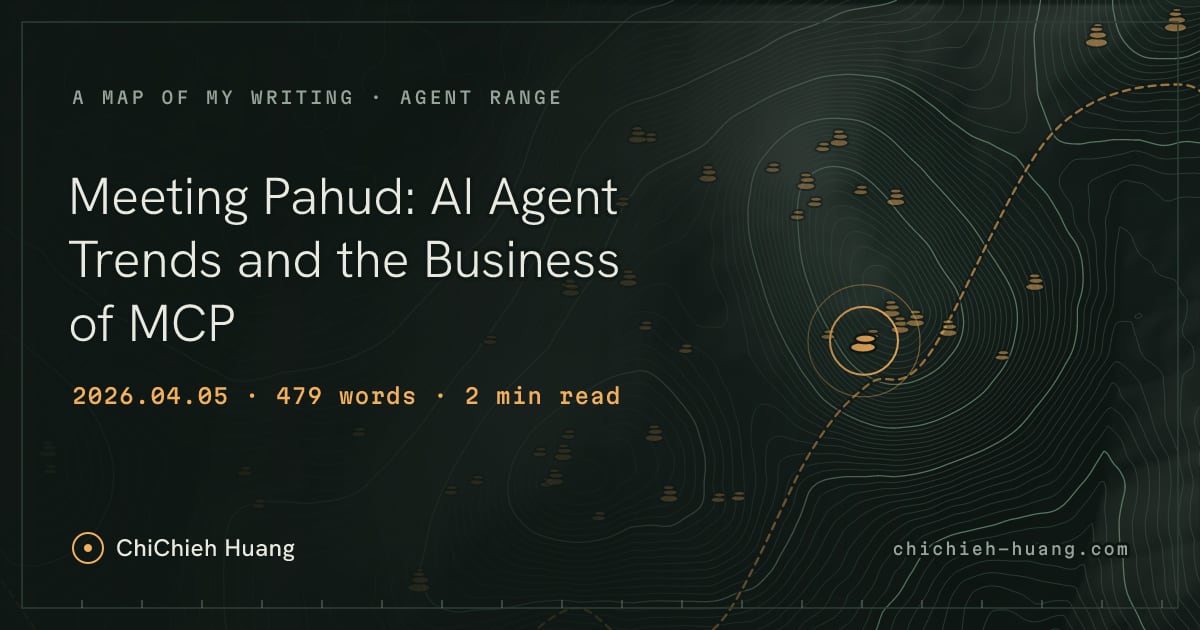 A MAP OF MY WRITING · AGENT RANGE
Meeting Pahud: AI Agent
Trends and the Business
of MCP
2026.04.05 · 479 words · 2 min read
ChiChieh Huang
chichieh-huang.com